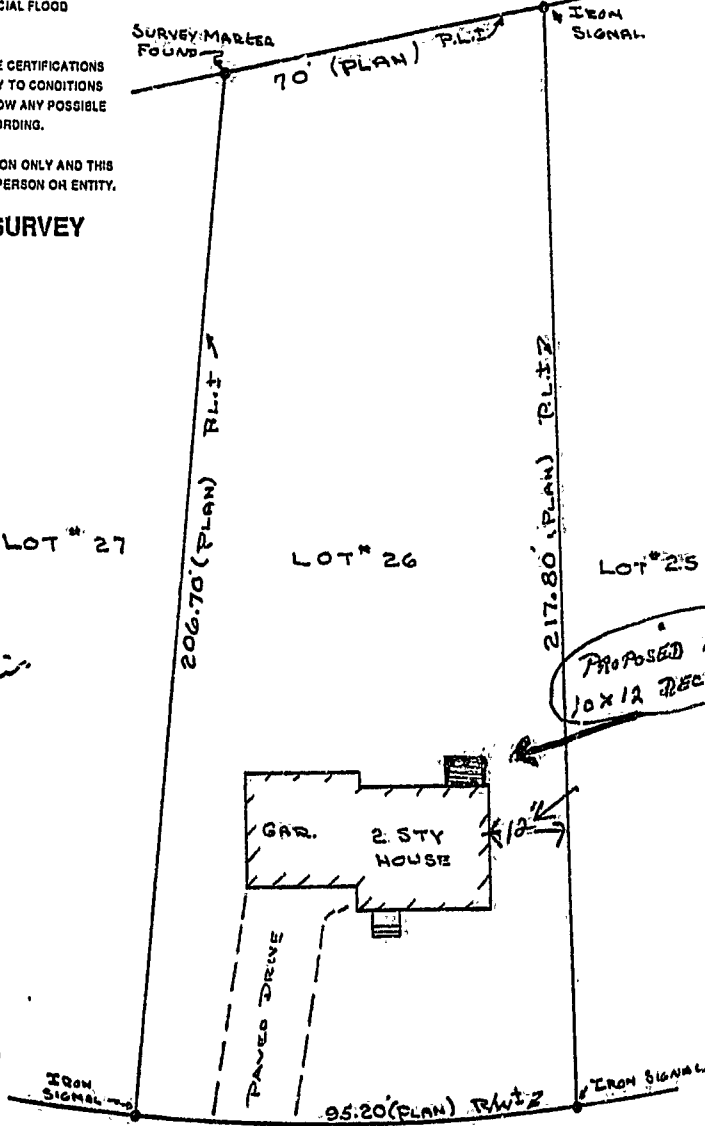 CIAL FLOOD
E CERTIFICATIONS
Y TO CONDITIONS
OW ANY POSSIBLE
ORDING.
ON ONLY AND THIS
PERSON OR ENTITY.
SURVEY
SURVEY MARKER
FOUND
70' (PLAN) P.L.±
IRON
SIGNAL
206.70' (PLAN) P.L.±
217.80' (PLAN) P.L.±
LOT # 27
LOT # 26
LOT # 25
PROPOSED
10 X 12 DEC
GAR.
2 STY
HOUSE
12"
PAVED DRIVE
IRON
SIGNAL
95.20' (PLAN) R/W±
IRON SIGNAL